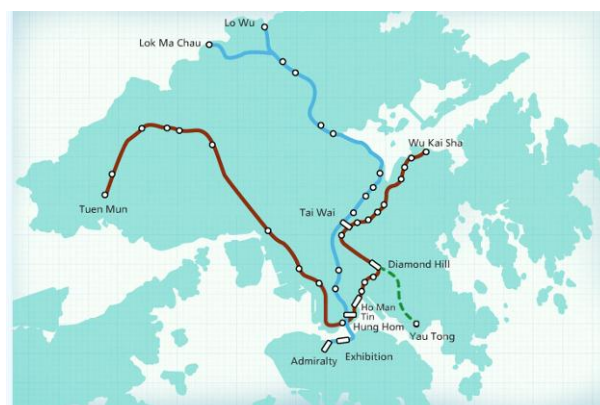 Lo Wu
Lok Ma Chau
Wu Kai Sha
Tuen Mun
Tai Wai
Diamond Hill
Ho Man
Tin
Hung Hom
Yau Tong
Exhibition
Admiralty